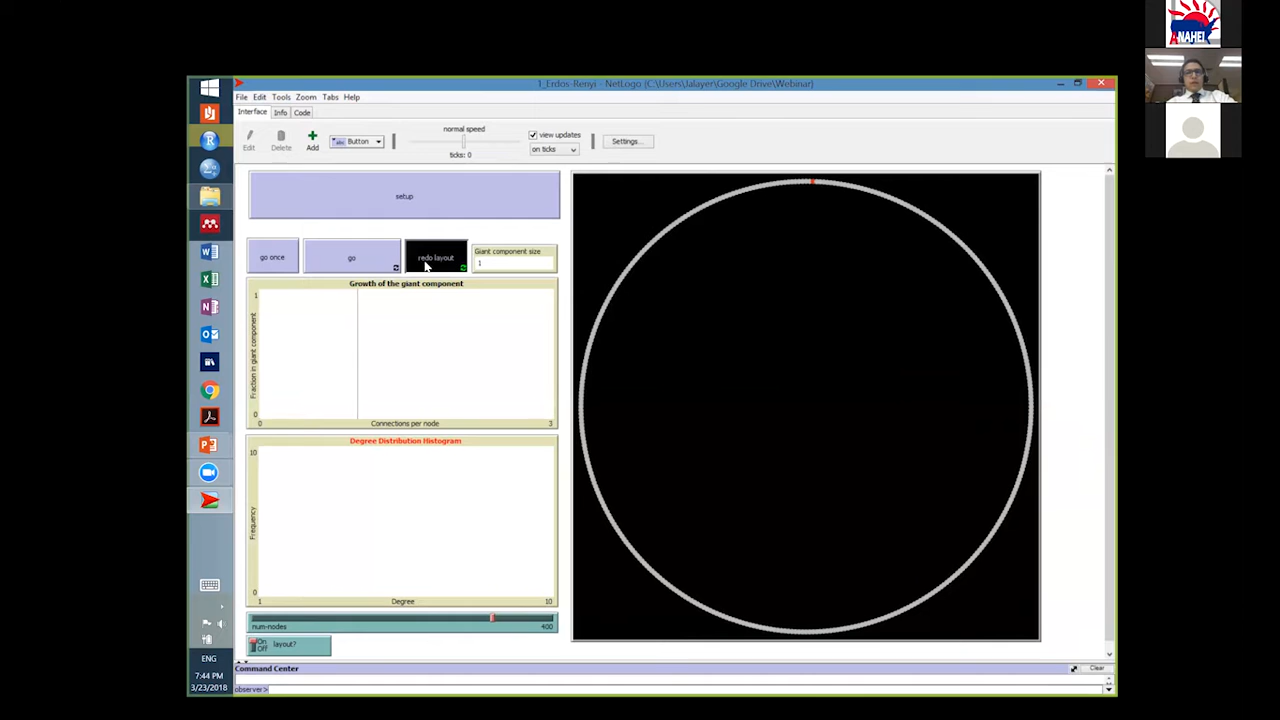 ANAHEI
1_Erdos-Renyi - NetLogo {C:\Users\Jalayer\Google Drive\Webinar}
File Edit Tools Zoom Tabs Help
Interface Info Code
Edit Delete Add Button
normal speed
ticks: 0
view updates
on ticks
Settings...
setup
go once
go
redo layout
Giant component size
1
Growth of the giant component
1
Fraction in giant component
0
0 Connections per node 3
Degree Distribution Histogram
10
Frequency
0
1 Degree 10
num-nodes 400
On
Off
layout?
Command Center
Clear
observer>
ENG
7:44 PM
3/23/2018